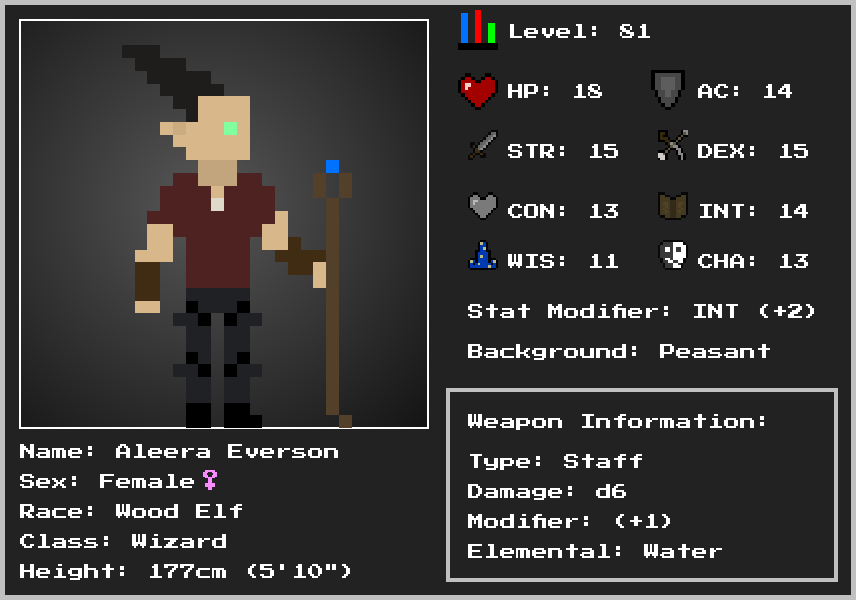 Level: 81
HP: 18
AC: 14
STR: 15
DEX: 15
CON: 13
INT: 14
WIS: 11
CHA: 13
Stat Modifier: INT (+2)
Background: Peasant
Weapon Information:
Type: Staff
Damage: d6
Modifier: (+1)
Elemental: Water
Name: Aleera Everson
Sex: Female♀
Race: Wood Elf
Class: Wizard
Height: 177cm (5'10")